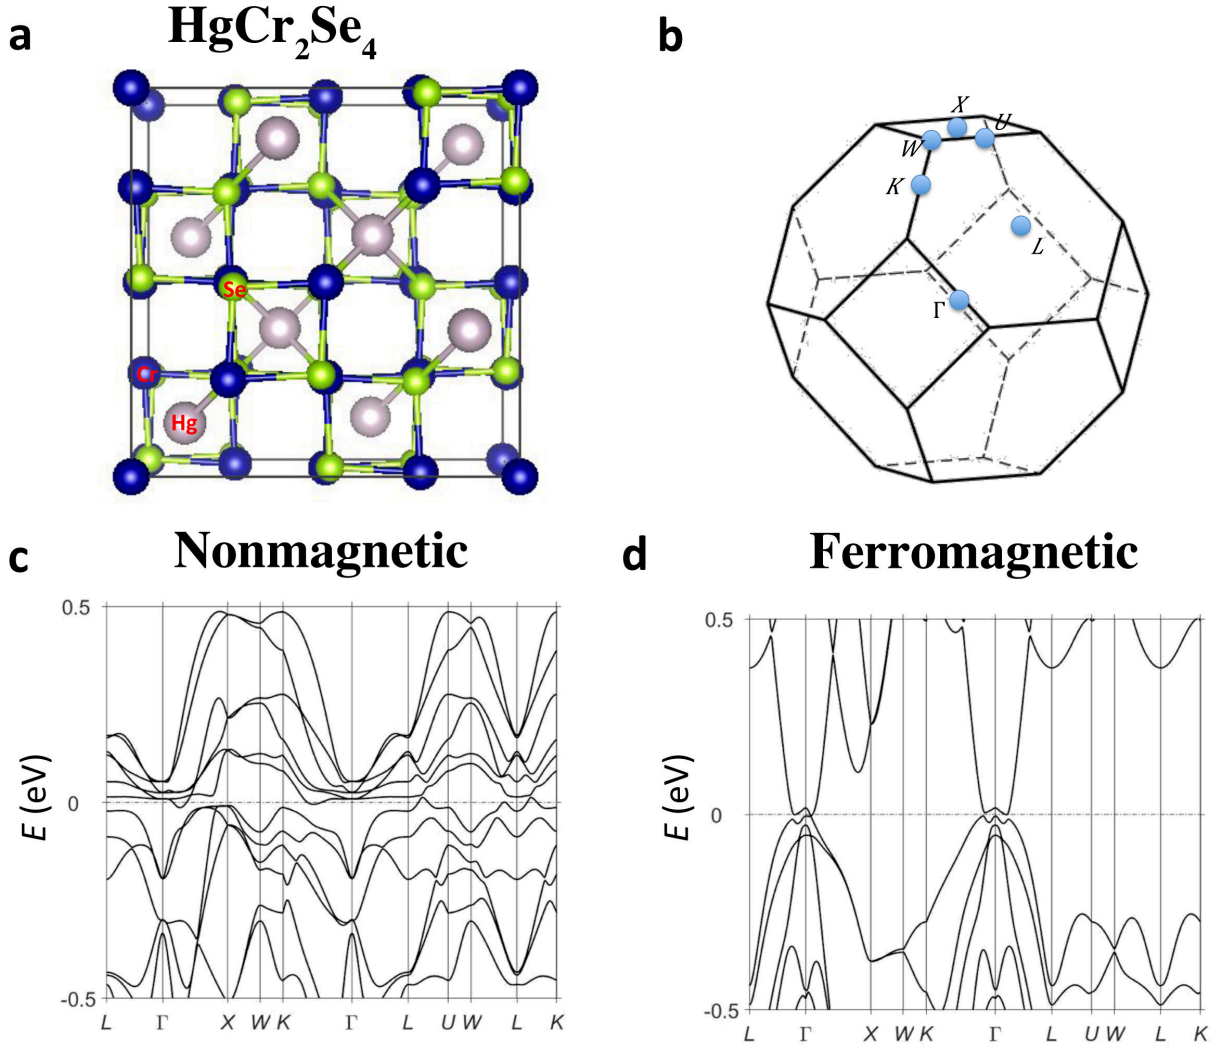 a
HgCr₂Se₄
b
X
U
W
K
L
Γ
Se
Cr
Hg
c
Nonmagnetic
d
Ferromagnetic
0.5
0
-0.5
E (eV)
L Γ X W K Γ L U W L K
0.5
0
-0.5
E (eV)
L Γ X W K Γ L U W L K